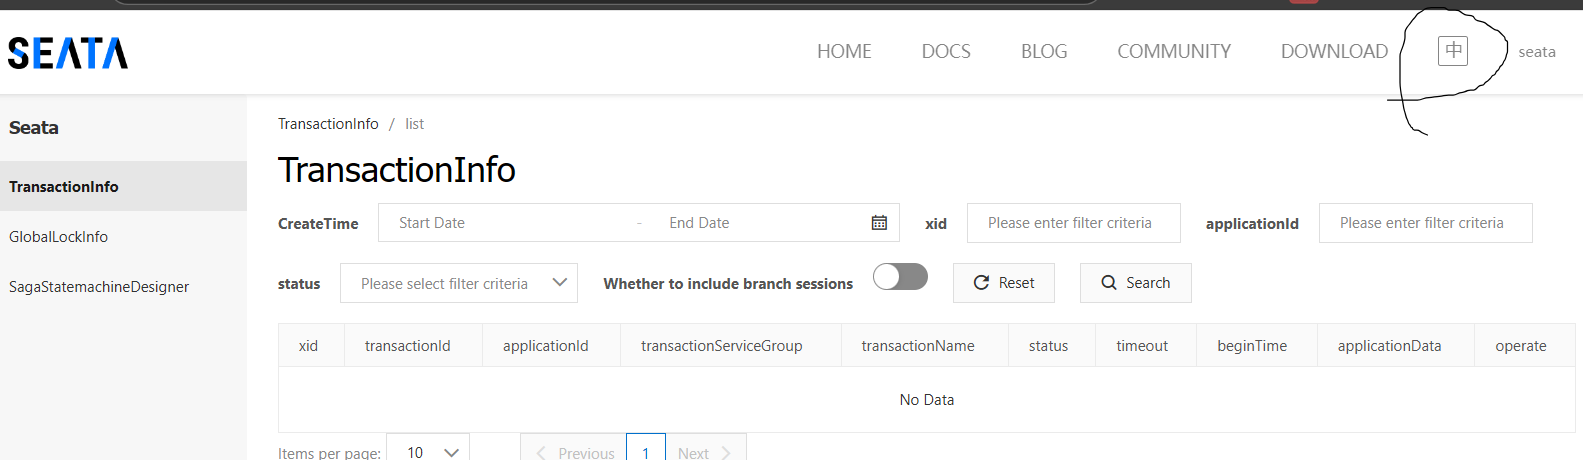 SEATA HOME DOCS BLOG COMMUNITY DOWNLOAD 中 seata
Seata
TransactionInfo
GlobalLockInfo
SagaStatemachineDesigner
TransactionInfo / list
TransactionInfo
CreateTime Start Date - End Date xid Please enter filter criteria applicationId Please enter filter criteria
status Please select filter criteria Whether to include branch sessions Reset Search
xid transactionId applicationId transactionServiceGroup transactionName status timeout beginTime applicationData operate
No Data
Items per page: 10 Previous 1 Next